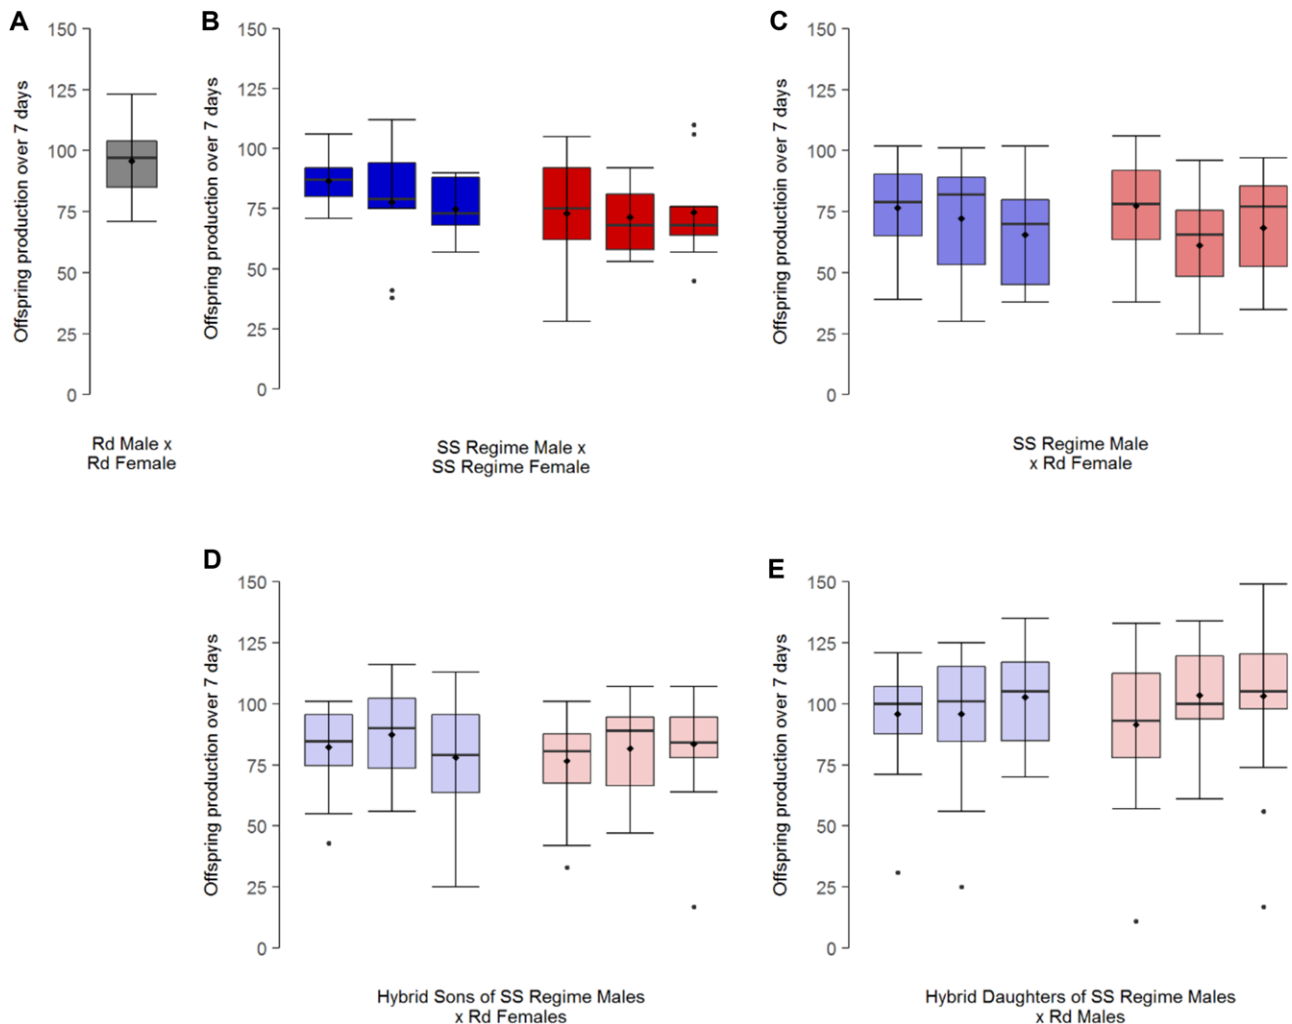 A
Offspring production over 7 days
150
125
100
75
50
25
0
Rd Male x
Rd Female
B
Offspring production over 7 days
150
125
100
75
50
25
0
SS Regime Male x
SS Regime Female
C
Offspring productioin over 7 days
150
125
100
75
50
25
0
SS Regime Male
x Rd Female
D
Offspring production over 7 days
150
125
100
75
50
25
0
Hybrid Sons of SS Regime Males
x Rd Females
E
Offspring production over 7 days
150
125
100
75
50
25
0
Hybrid Daughters of SS Regime Males
x Rd Males